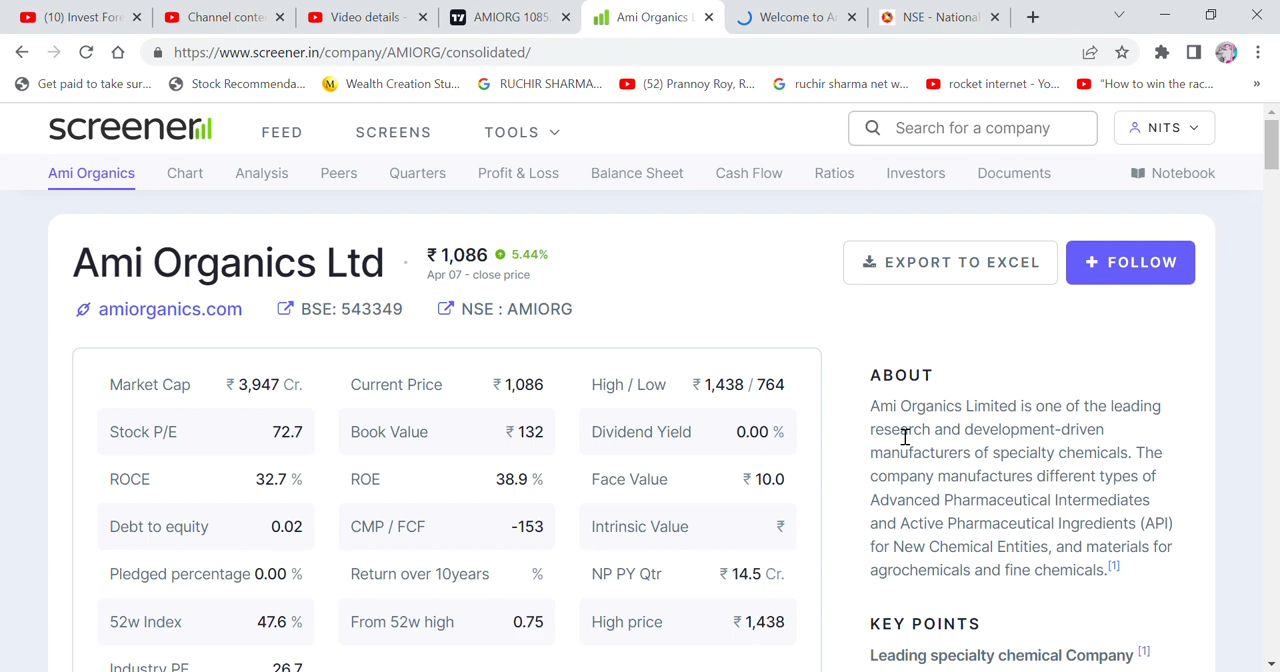 (10) Invest For
Channel conte
Video details -
AMIORG 1085.
Ami Organics L
Welcome to A
NSE - National
https://www.screener.in/company/AMIORG/consolidated/
Get paid to take sur...
Stock Recommenda...
M Wealth Creation Stu...
RUCHIR SHARMA...
(52) Prannoy Roy, R...
ruchir sharma net w...
rocket internet - Yo...
"How to win the rac...
»
screener
FEED
SCREENS
TOOLS
Search for a company
NITS
Ami Organics
Chart
Analysis
Peers
Quarters
Profit & Loss
Balance Sheet
Cash Flow
Ratios
Investors
Documents
Notebook
Ami Organics Ltd
₹ 1,086 5.44%
Apr 07 - close price
EXPORT TO EXCEL
+ FOLLOW
amiorganics.com
BSE: 543349
NSE : AMIORG
Market Cap ₹ 3,947 Cr.
Current Price ₹ 1,086
High / Low ₹ 1,438 / 764
Stock P/E 72.7
Book Value ₹ 132
Dividend Yield 0.00 %
ROCE 32.7 %
ROE 38.9 %
Face Value ₹ 10.0
Debt to equity 0.02
CMP / FCF -153
Intrinsic Value ₹
Pledged percentage 0.00 %
Return over 10years %
NP PY Qtr ₹ 14.5 Cr.
52w Index 47.6 %
From 52w high 0.75
High price ₹ 1,438
Industry PE 26.7
ABOUT
Ami Organics Limited is one of the leading
research and development-driven
manufacturers of specialty chemicals. The
company manufactures different types of
Advanced Pharmaceutical Intermediates
and Active Pharmaceutical Ingredients (API)
for New Chemical Entities, and materials for
agrochemicals and fine chemicals.[1]
KEY POINTS
Leading specialty chemical Company [1]